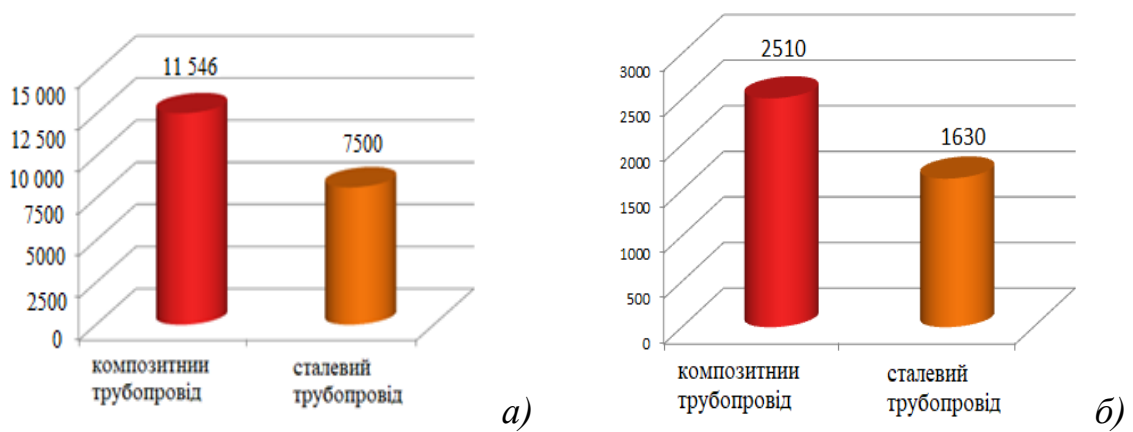 11 546
15 000
12 500
7500
10 000
7500
5000
2500
0
композитнии
трубопровід
сталевий
трубопровід
а)
2510
3000
2500
1630
2000
1500
1000
500
0
композитнии
трубопровід
сталевий
трубопровід
б)